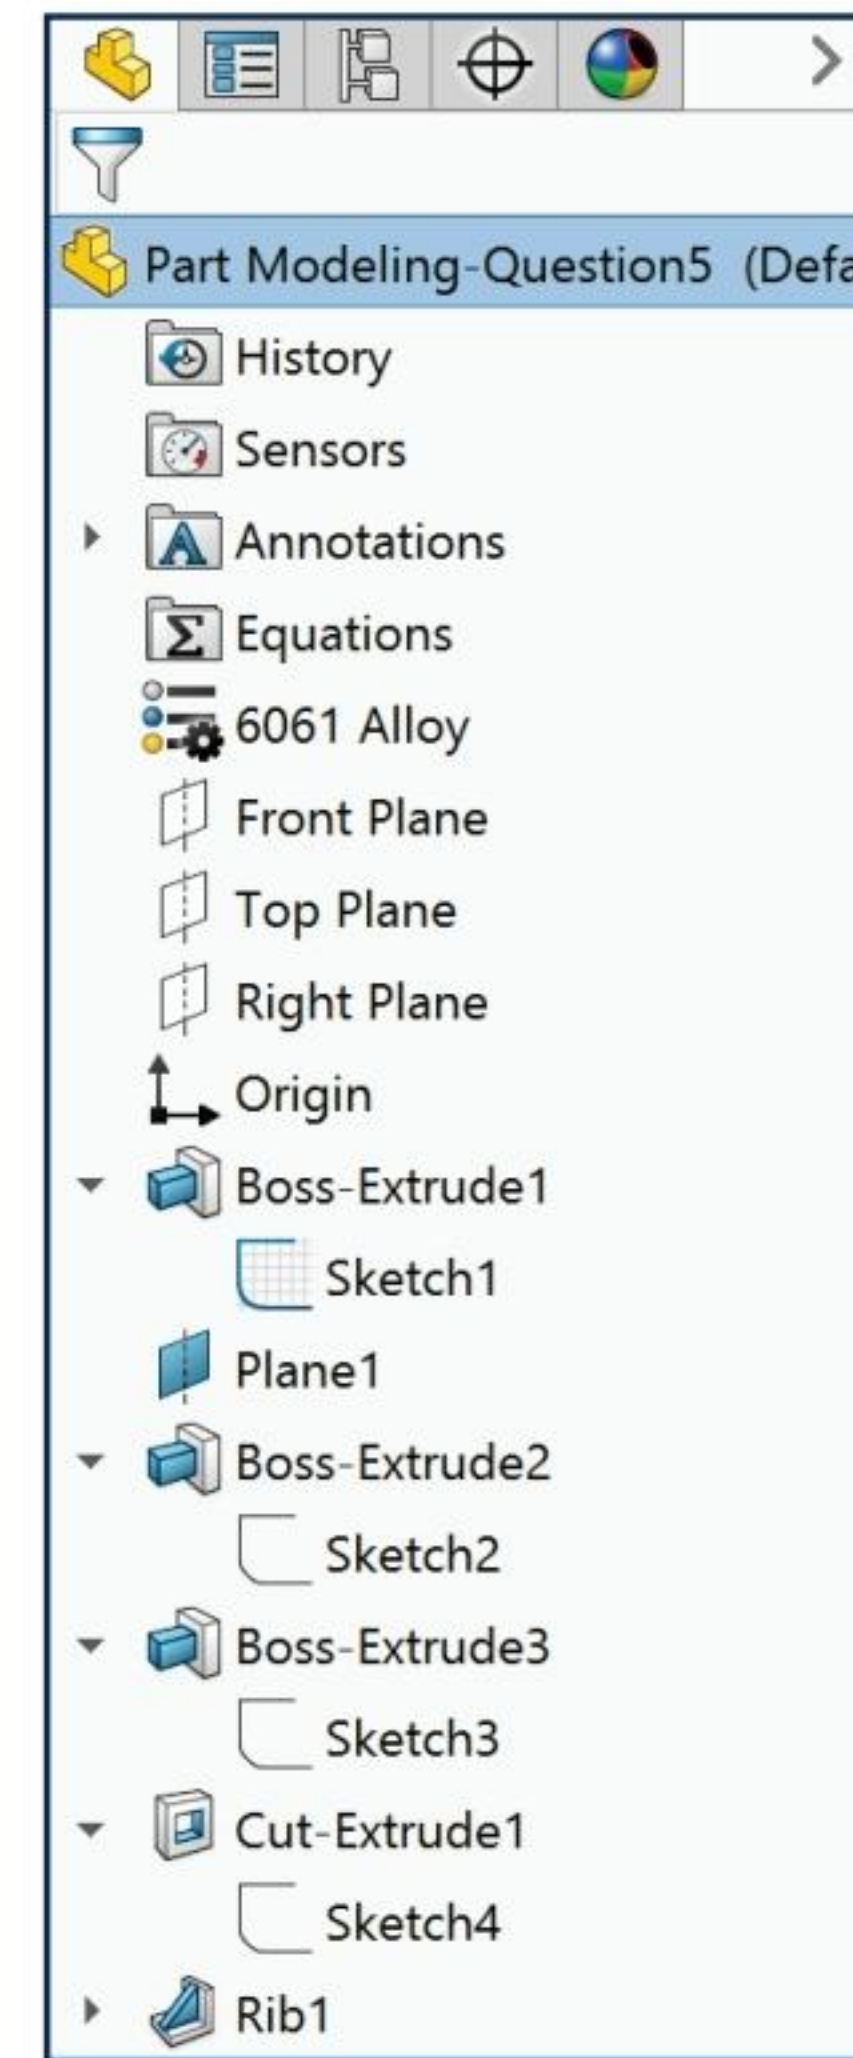 Part Modeling-Question5 (Defa
History
Sensors
Annotations
Equations
6061 Alloy
Front Plane
Top Plane
Right Plane
Origin
Boss-Extrude1
Sketch1
Plane1
Boss-Extrude2
Sketch2
Boss-Extrude3
Sketch3
Cut-Extrude1
Sketch4
Rib1